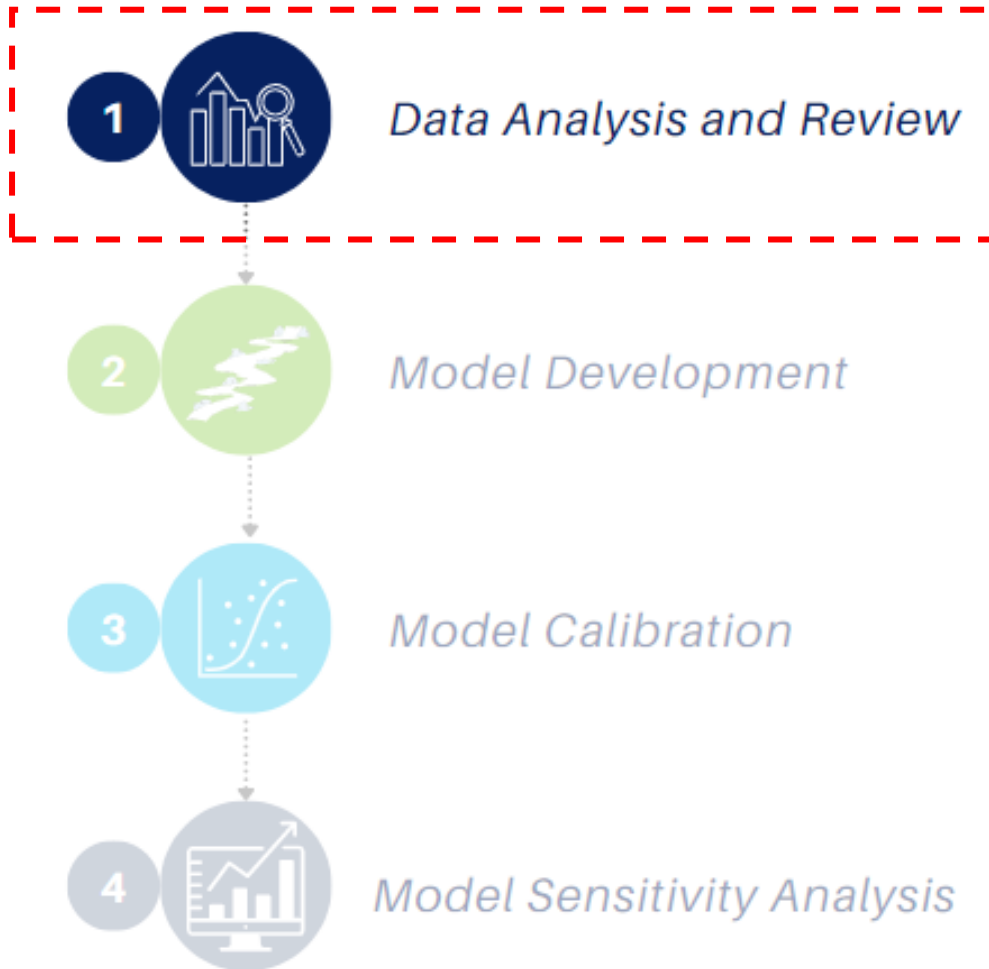 1 Data Analysis and Review
2 Model Development
3 Model Calibration
4 Model Sensitivity Analysis